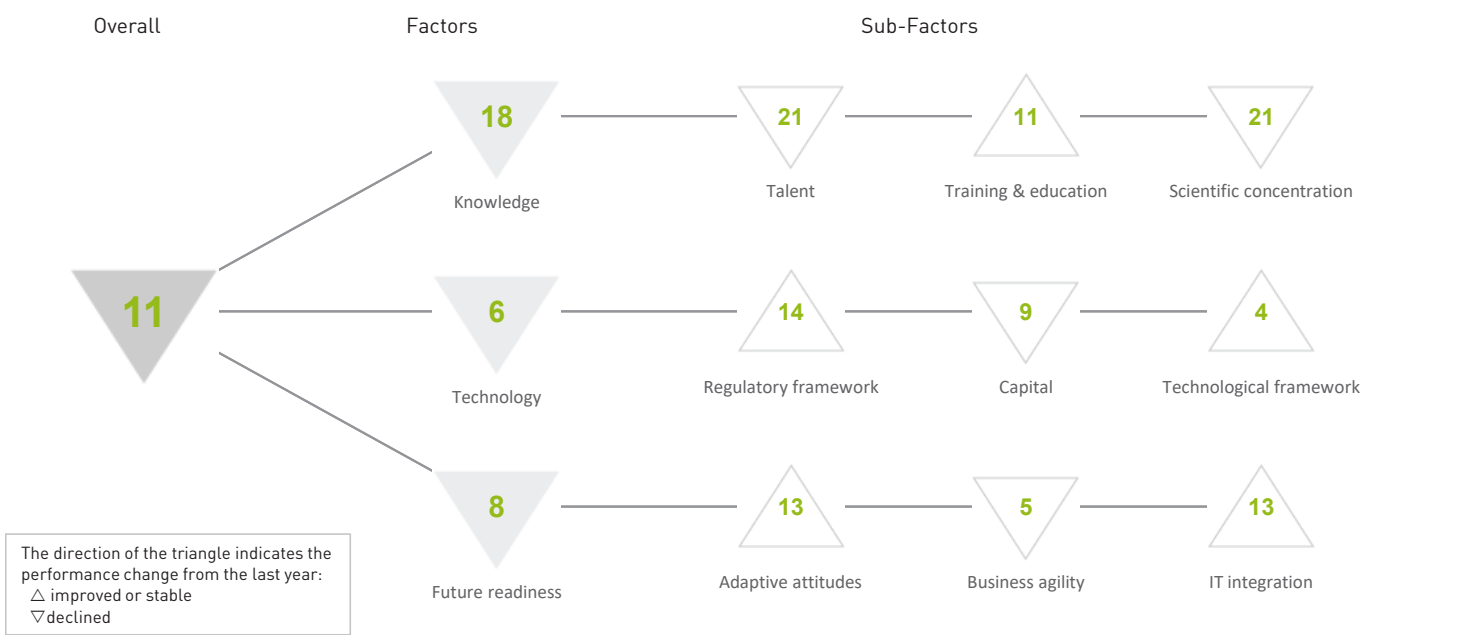 Overall
Factors
Sub-Factors
18
21
11
21
Knowledge
Talent
Training & education
Scientific concentration
11
6
14
9
4
Technology
Regulatory framework
Capital
Technological framework
8
13
5
13
Future readiness
Adaptive attitudes
Business agility
IT integration
The direction of the triangle indicates the
performance change from the last year:
△ improved or stable
▽ declined